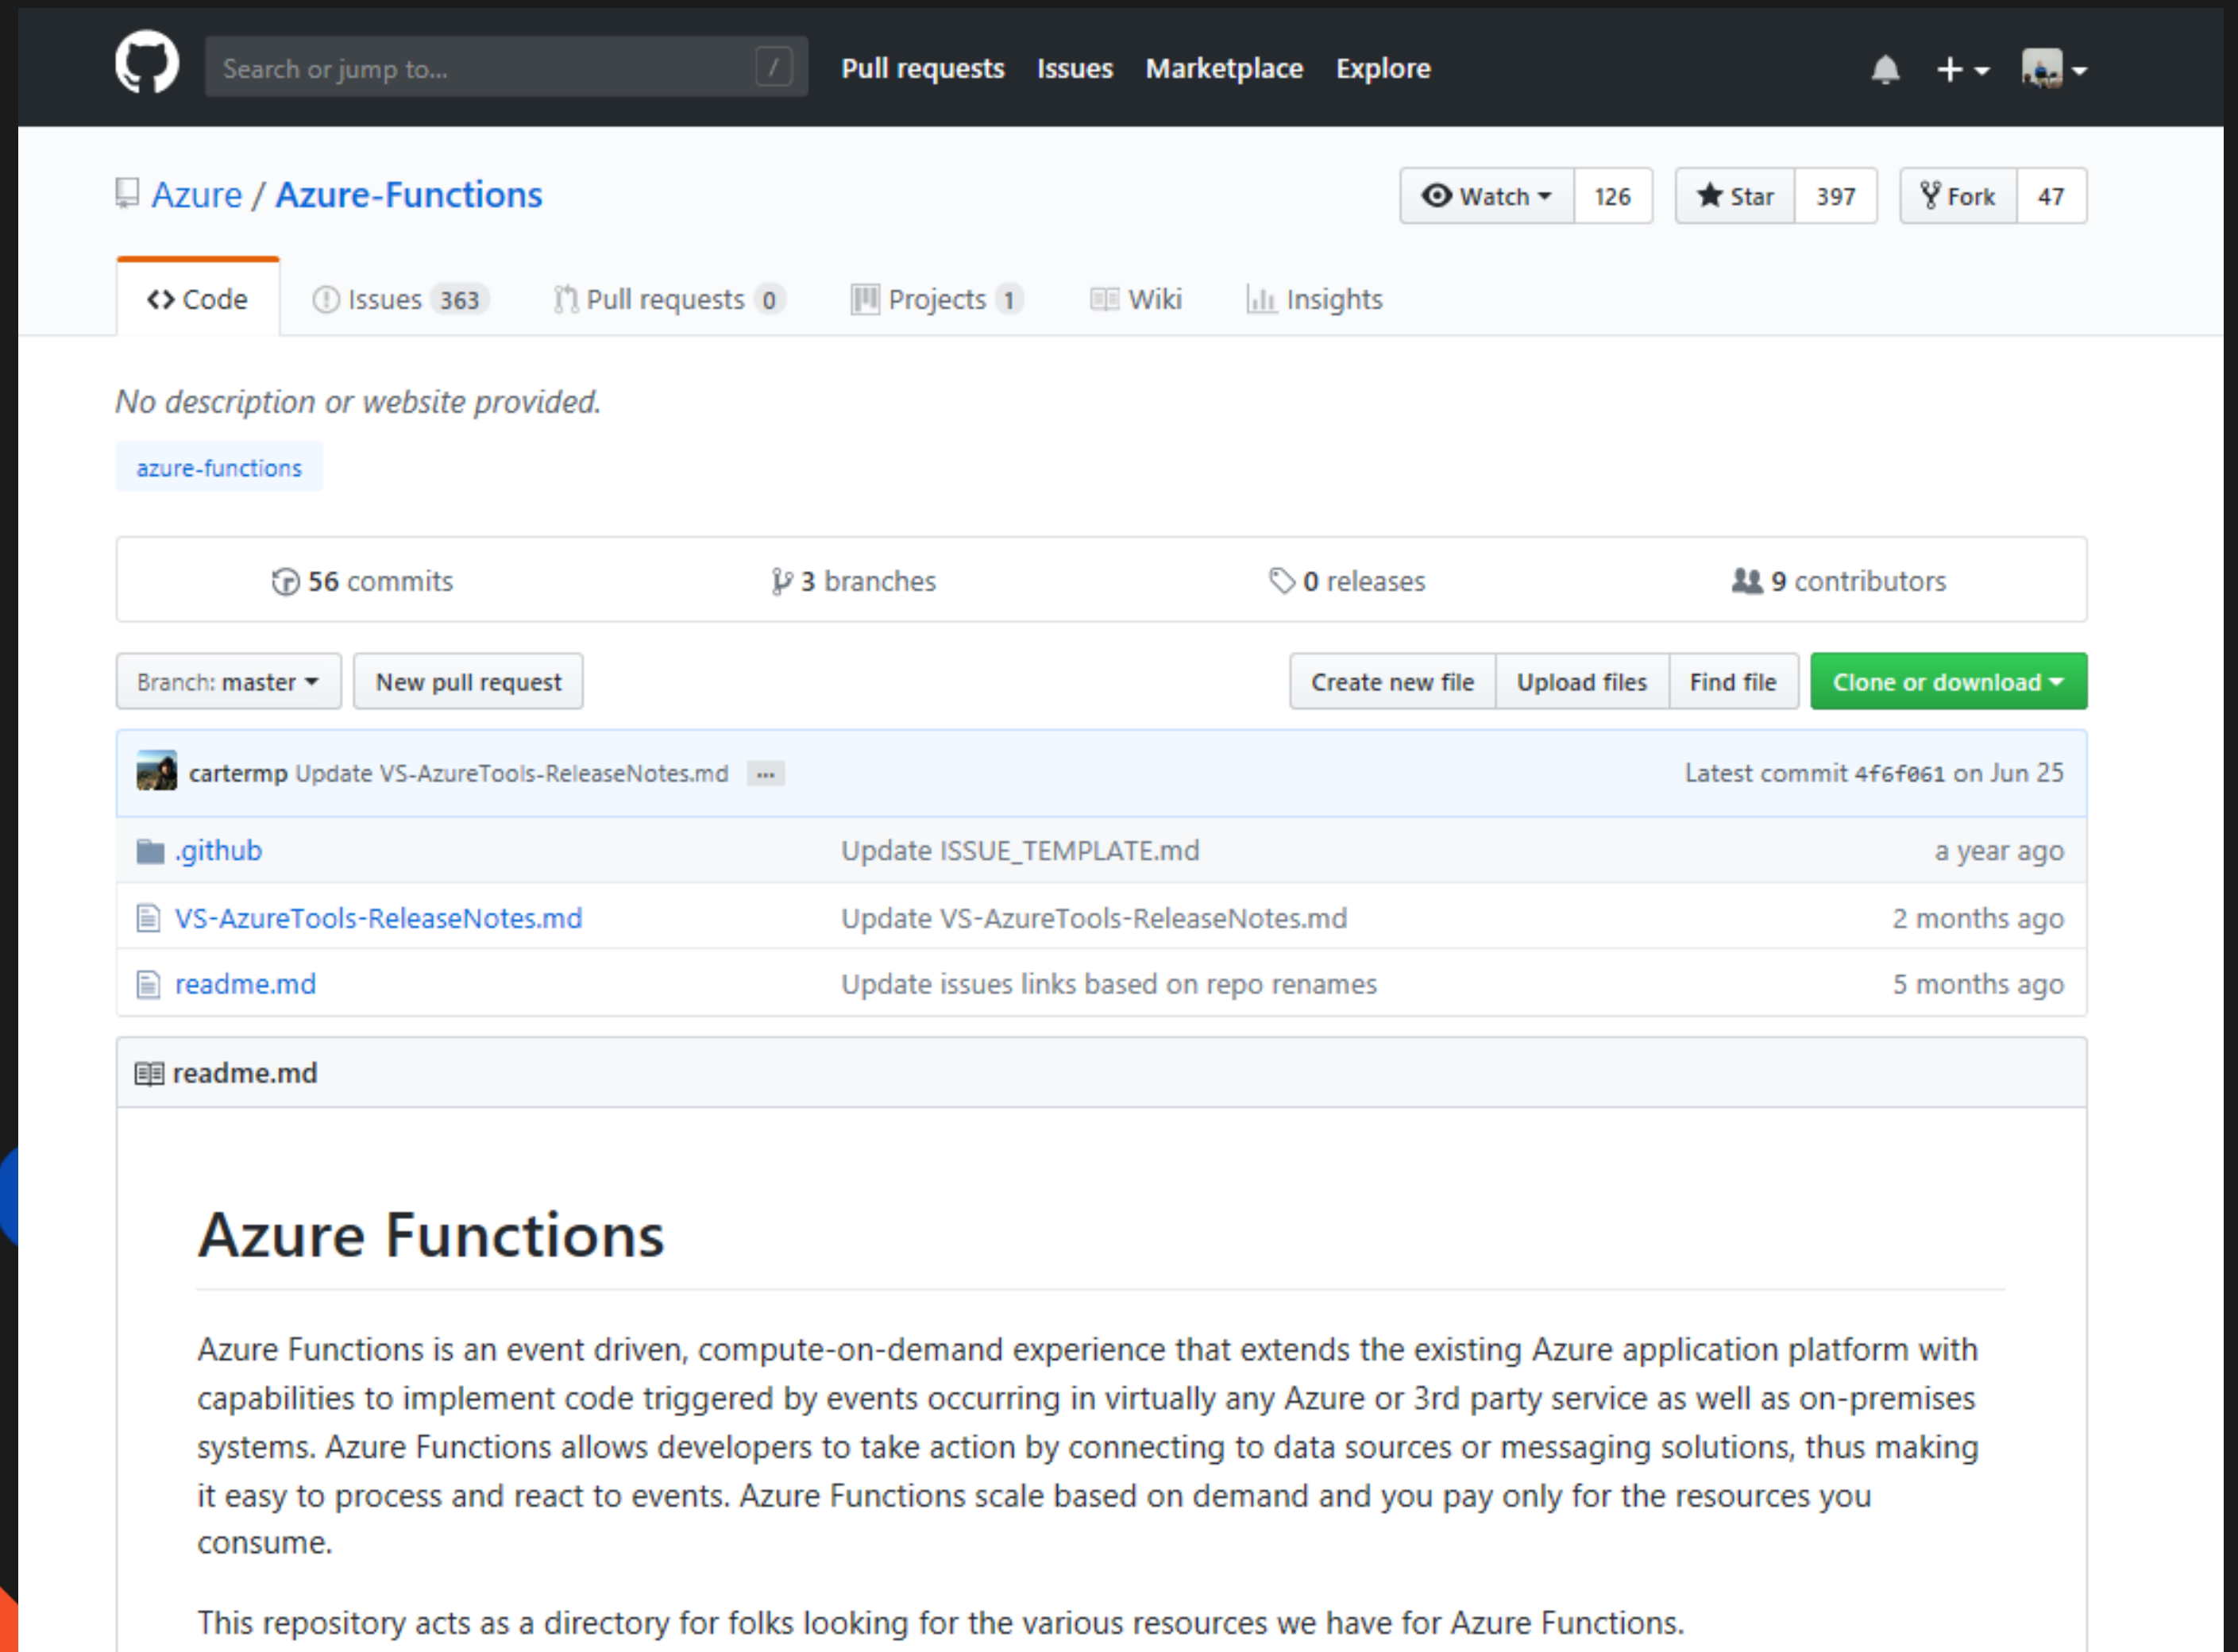 Search or jump to... / Pull requests Issues Marketplace Explore
Azure / Azure-Functions Watch 126 Star 397 Fork 47
Code Issues 363 Pull requests 0 Projects 1 Wiki Insights
No description or website provided.
azure-functions
56 commits 3 branches 0 releases 9 contributors
Branch: master New pull request Create new file Upload files Find file Clone or download
cartermp Update VS-AzureTools-ReleaseNotes.md ... Latest commit 4f6f061 on Jun 25
.github Update ISSUE_TEMPLATE.md a year ago
VS-AzureTools-ReleaseNotes.md Update VS-AzureTools-ReleaseNotes.md 2 months ago
readme.md Update issues links based on repo renames 5 months ago
readme.md
Azure Functions
Azure Functions is an event driven, compute-on-demand experience that extends the existing Azure application platform with
capabilities to implement code triggered by events occurring in virtually any Azure or 3rd party service as well as on-premises
systems. Azure Functions allows developers to take action by connecting to data sources or messaging solutions, thus making
it easy to process and react to events. Azure Functions scale based on demand and you pay only for the resources you
consume.
This repository acts as a directory for folks looking for the various resources we have for Azure Functions.